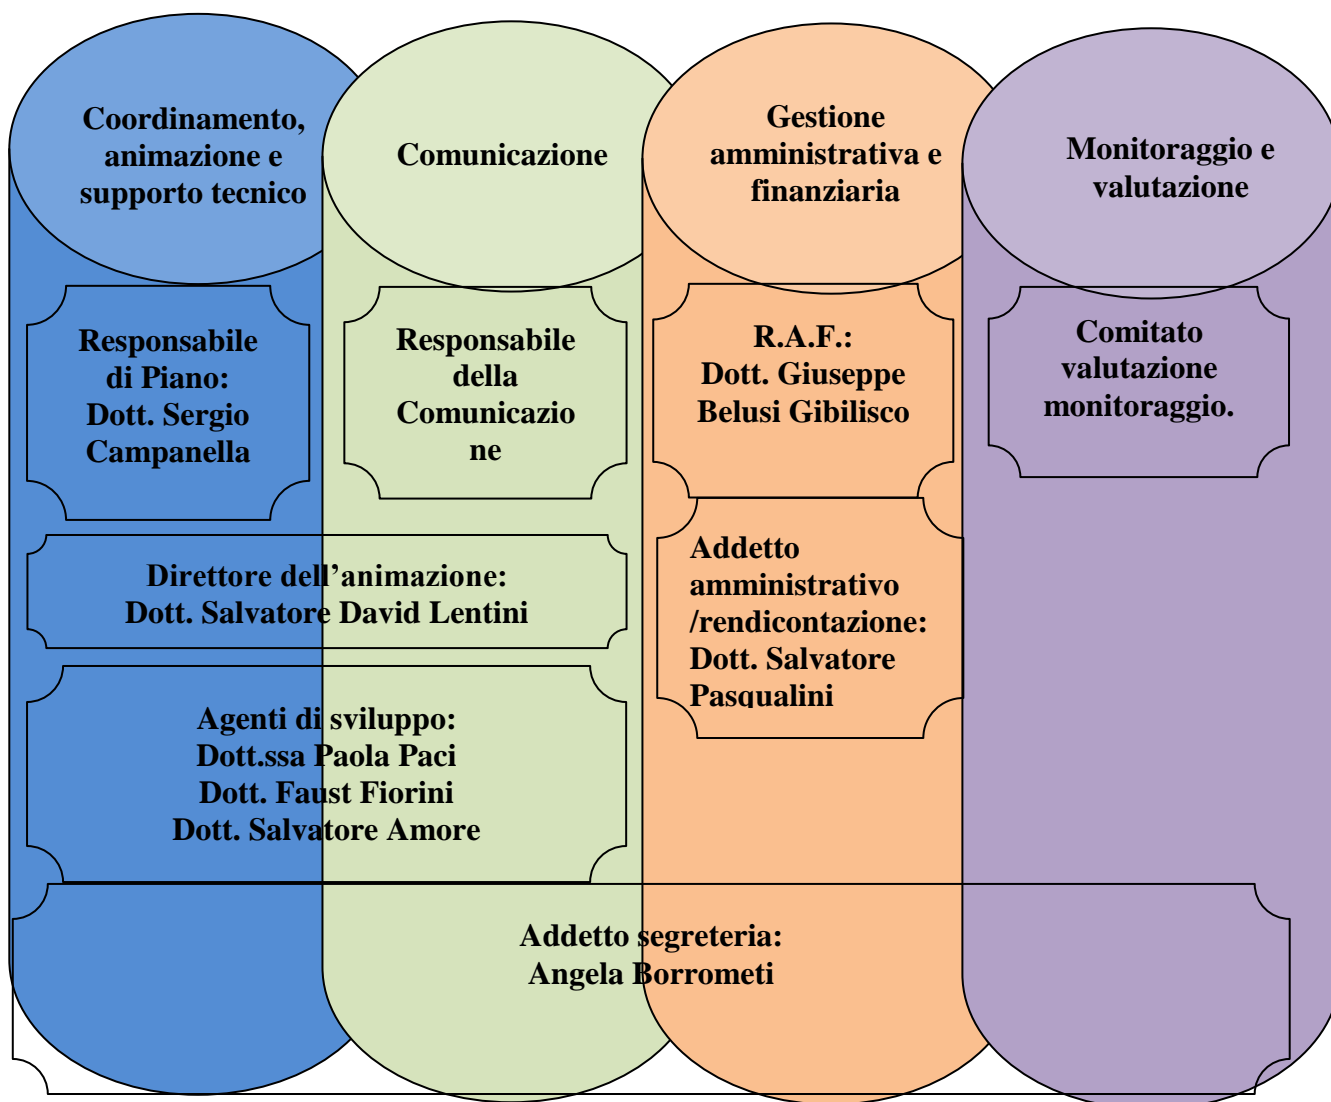 Coordinamento,
animazione e
supporto tecnico
Comunicazione
Gestione
amministrativa e
finanziaria
Monitoraggio e
valutazione
Responsabile
di Piano:
Dott. Sergio
Campanella
Responsabile
della
Comunicazio
ne
R.A.F.:
Dott. Giuseppe
Belusi Gibilisco
Comitato
valutazione
monitoraggio.
Direttore dell’animazione:
Dott. Salvatore David Lentini
Addetto
amministrativo
/rendicontazione:
Dott. Salvatore
Pasqualini
Agenti di sviluppo:
Dott.ssa Paola Paci
Dott. Faust Fiorini
Dott. Salvatore Amore
Addetto segreteria:
Angela Borrometi